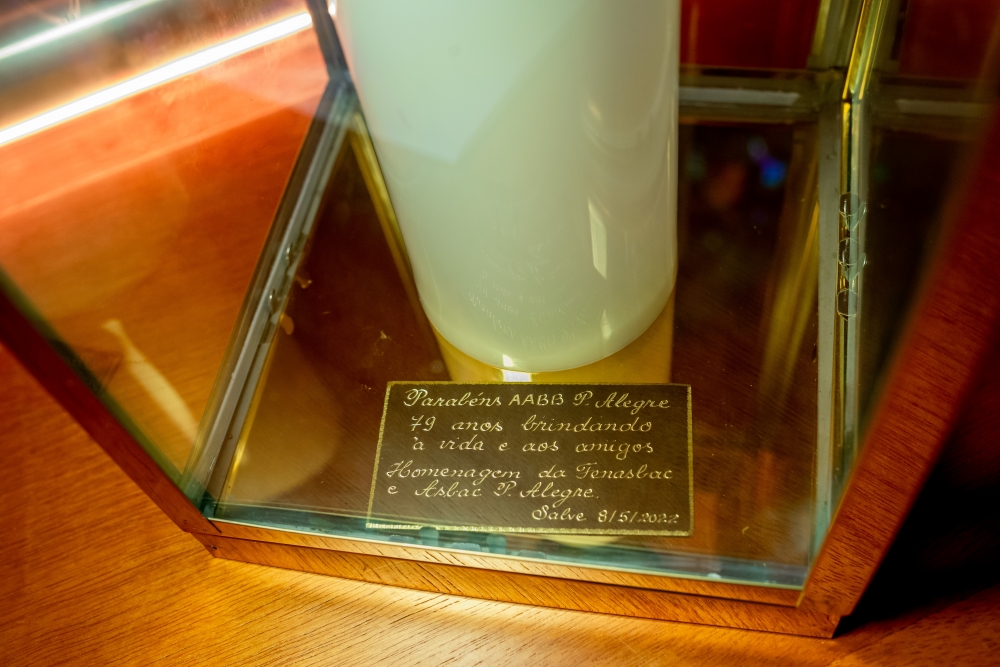 Parabéns AABB P. Alegre
79 anos brindando
à vida e aos amigos
Homenagem da Fenasbac
e Asbac P. Alegre.
Salve 8/5/2022